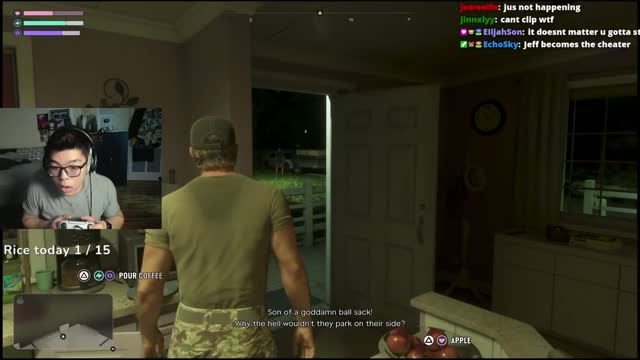 W
jezreelfn: jus not happening
Jinnxlyy: cant clip wtf
ElijahSon: it doesnt matter u gotta st
EchoSky: Jeff becomes the cheater
Rice today 1 / 15
POUR COFFEE
Son of a goddamn ball sack!
Why the hell wouldn't they park on their side?
APPLE